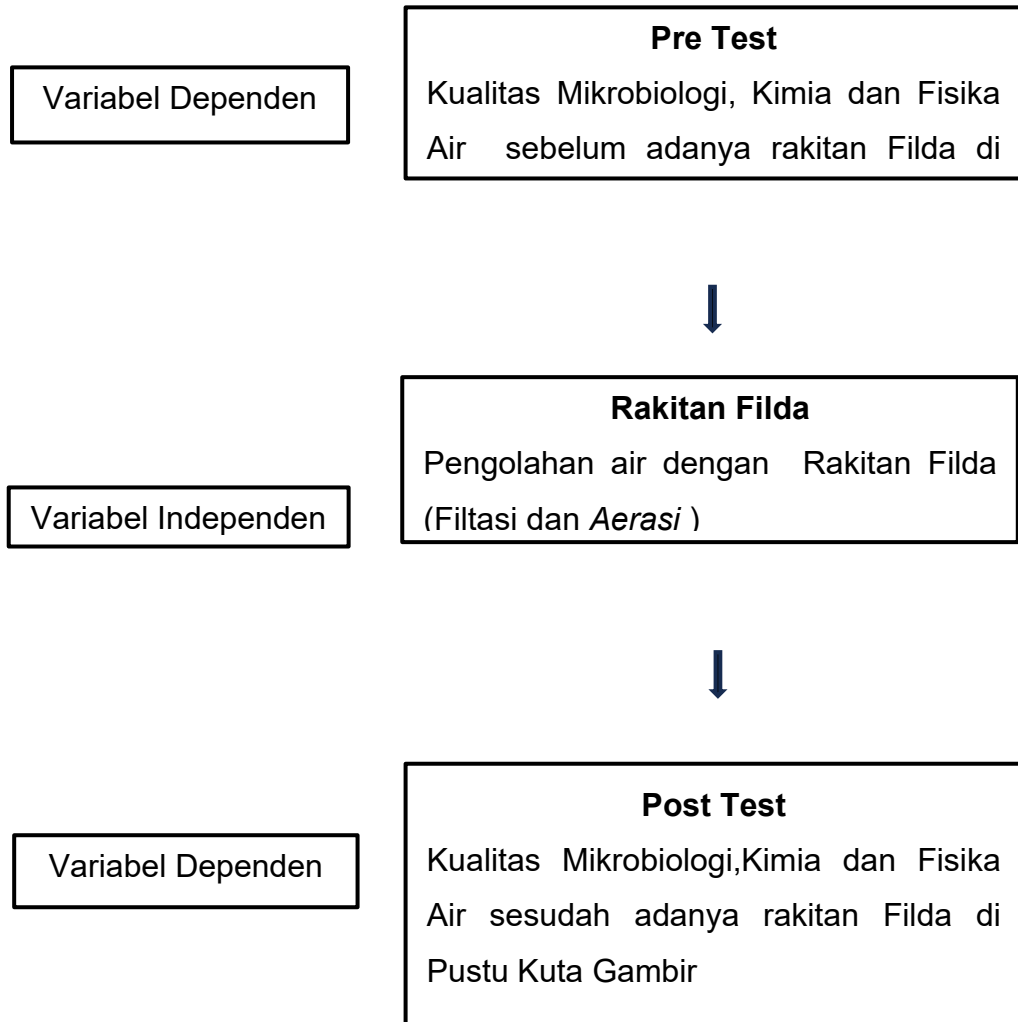 Pre Test
Variabel Dependen
Kualitas Mikrobiologi, Kimia dan Fisika
Air sebelum adanya rakitan Filda di
Rakitan Filda
Pengolahan air dengan Rakitan Filda
Variabel Independen
(Filtasi dan Aerasi )
Post Test
Variabel Dependen
Kualitas Mikrobiologi,Kimia dan Fisika
Air sesudah adanya rakitan Filda di
Pustu Kuta Gambir